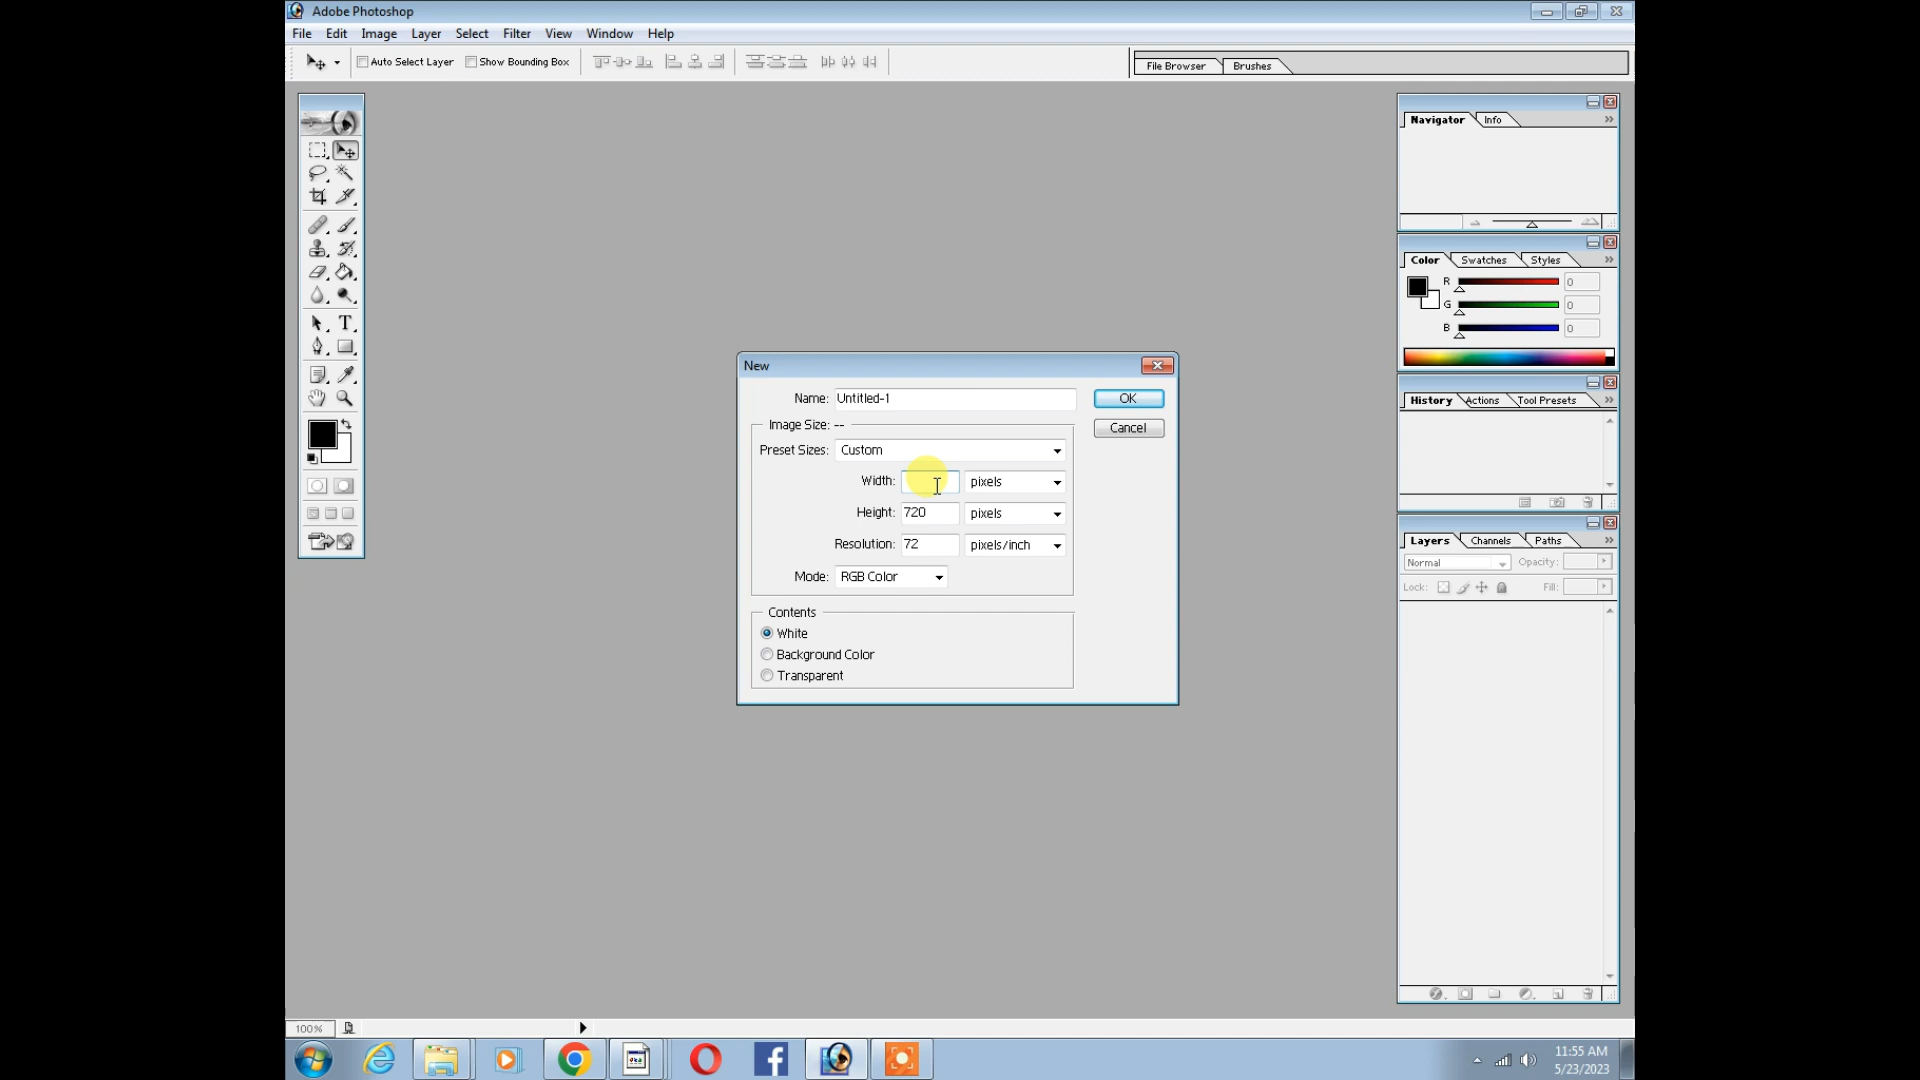 Adobe Photoshop
File Edit Image Layer Select Filter View Window Help
Auto Select Layer Show Bounding Box File Browser Brushes
Navigator Info
Color Swatches Styles
R 0
G 0
B 0
History Actions Tool Presets
Layers Channels Paths
Normal Opacity:
Lock: Fill:
New
Name: Untitled-1 OK
Image Size: -- Cancel
Preset Sizes: Custom
Width: pixels
Height: 720 pixels
Resolution: 72 pixels/inch
Mode: RGB Color
Contents
White
Background Color
Transparent
T
100%
11:55 AM
5/23/2023